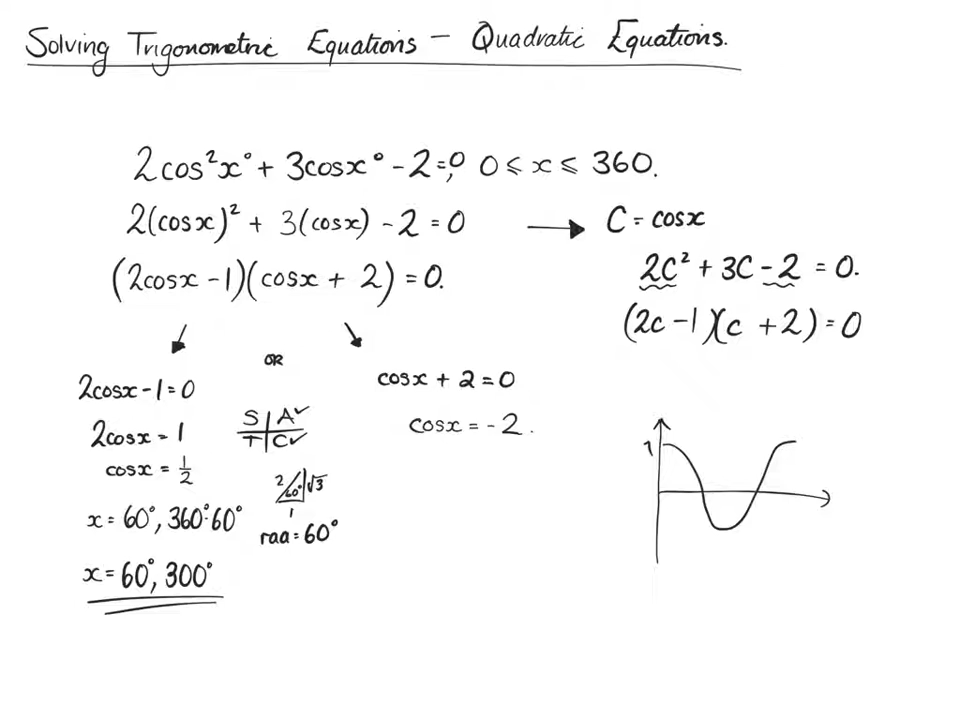 Solving Trigonometric Equations – Quadratic Equations.
2cos²x° + 3cosx° - 2 = 0, 0 ≤ x ≤ 360.
2(cosx)² + 3(cosx) - 2 = 0 → C = cosx
(2cosx - 1)(cosx + 2) = 0.
2C² + 3C - 2 = 0.
(2c - 1)(c + 2) = 0
OR
2cosx - 1 = 0
2cosx = 1
cosx = 1/2
x = 60°, 360°-60°
x = 60°, 300°
S | A✓
T | C✓
2 60° √3
1
raa = 60°
cosx + 2 = 0
cosx = -2.
1